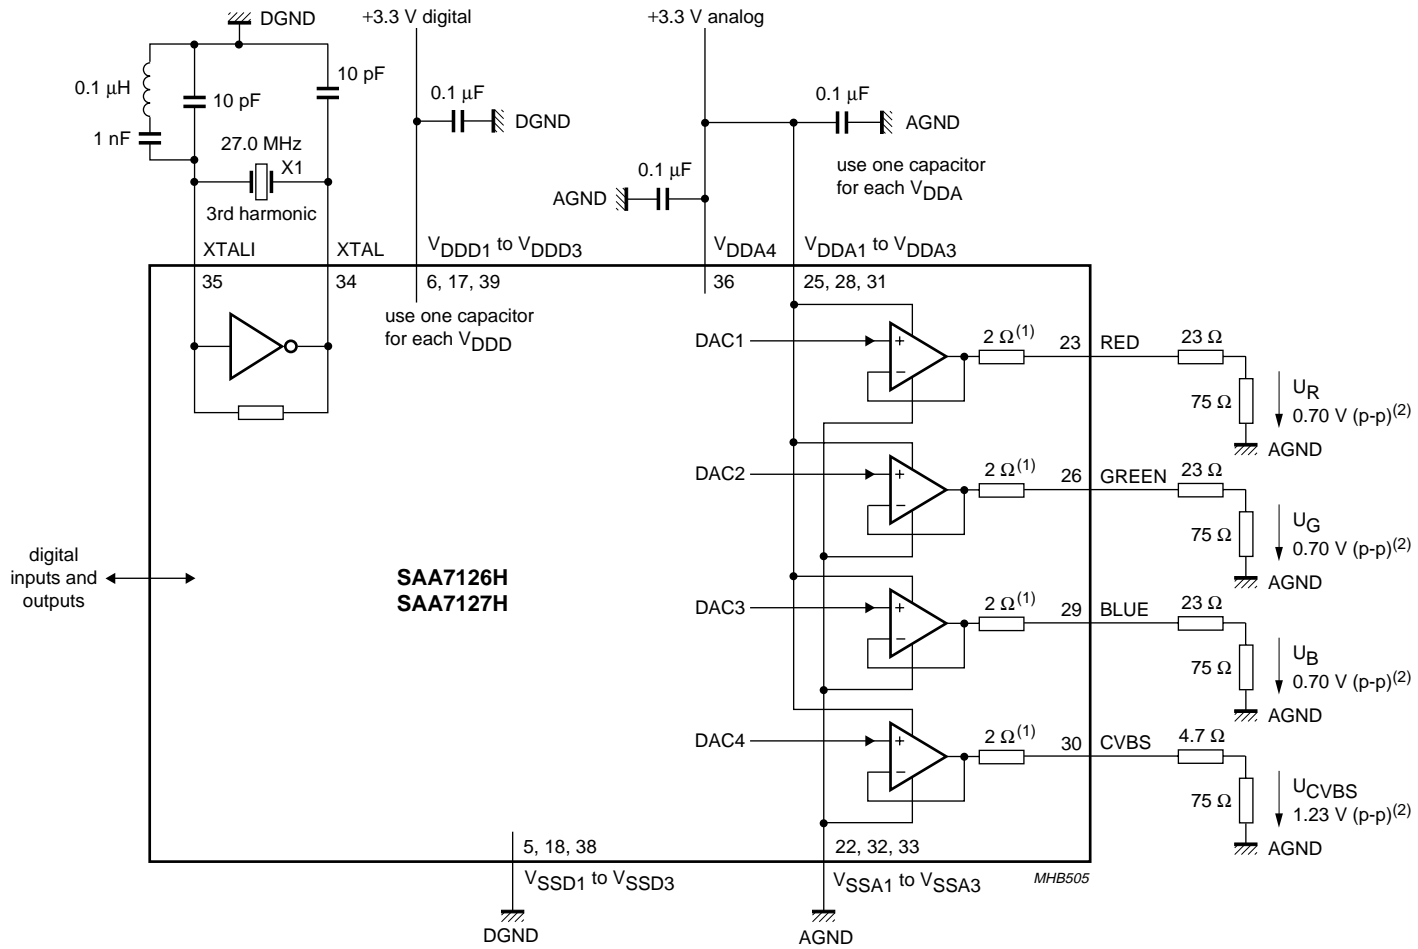 DGND
+3.3 V digital
+3.3 V analog
0.1 μH
10 pF
10 pF
1 nF
27.0 MHz
X1
3rd harmonic
0.1 μF
DGND
0.1 μF
AGND
use one capacitor
for each VDDA
0.1 μF
AGND
XTALI
XTAL
VDDD1 to VDDD3
VDDA4
VDDA1 to VDDA3
35
34
6, 17, 39
36
25, 28, 31
use one capacitor
for each VDDD
DAC1
+
−
2 Ω(1)
23
RED
23 Ω
75 Ω
UR
0.70 V (p-p)(2)
AGND
DAC2
+
−
2 Ω(1)
26
GREEN
23 Ω
75 Ω
UG
0.70 V (p-p)(2)
AGND
digital
inputs and
outputs
SAA7126H
SAA7127H
DAC3
+
−
2 Ω(1)
29
BLUE
23 Ω
75 Ω
UB
0.70 V (p-p)(2)
AGND
DAC4
+
−
2 Ω(1)
30
CVBS
4.7 Ω
75 Ω
UCVBS
1.23 V (p-p)(2)
AGND
5, 18, 38
22, 32, 33
VSSD1 to VSSD3
VSSA1 to VSSA3
MHB505
DGND
AGND